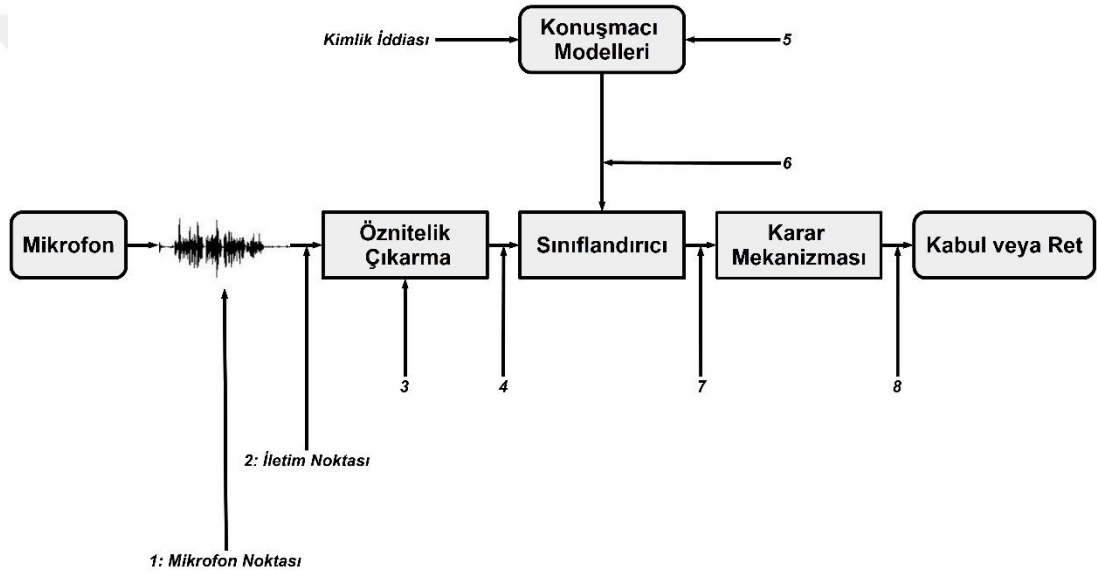 Kimlik İddiası
Konuşmacı
Modelleri
5
6
Mikrofon
Öznitelik
Çıkarma
Sınıflandırıcı
Karar
Mekanizması
Kabul veya Ret
3
4
7
8
2: İletim Noktası
1: Mikrofon Noktası